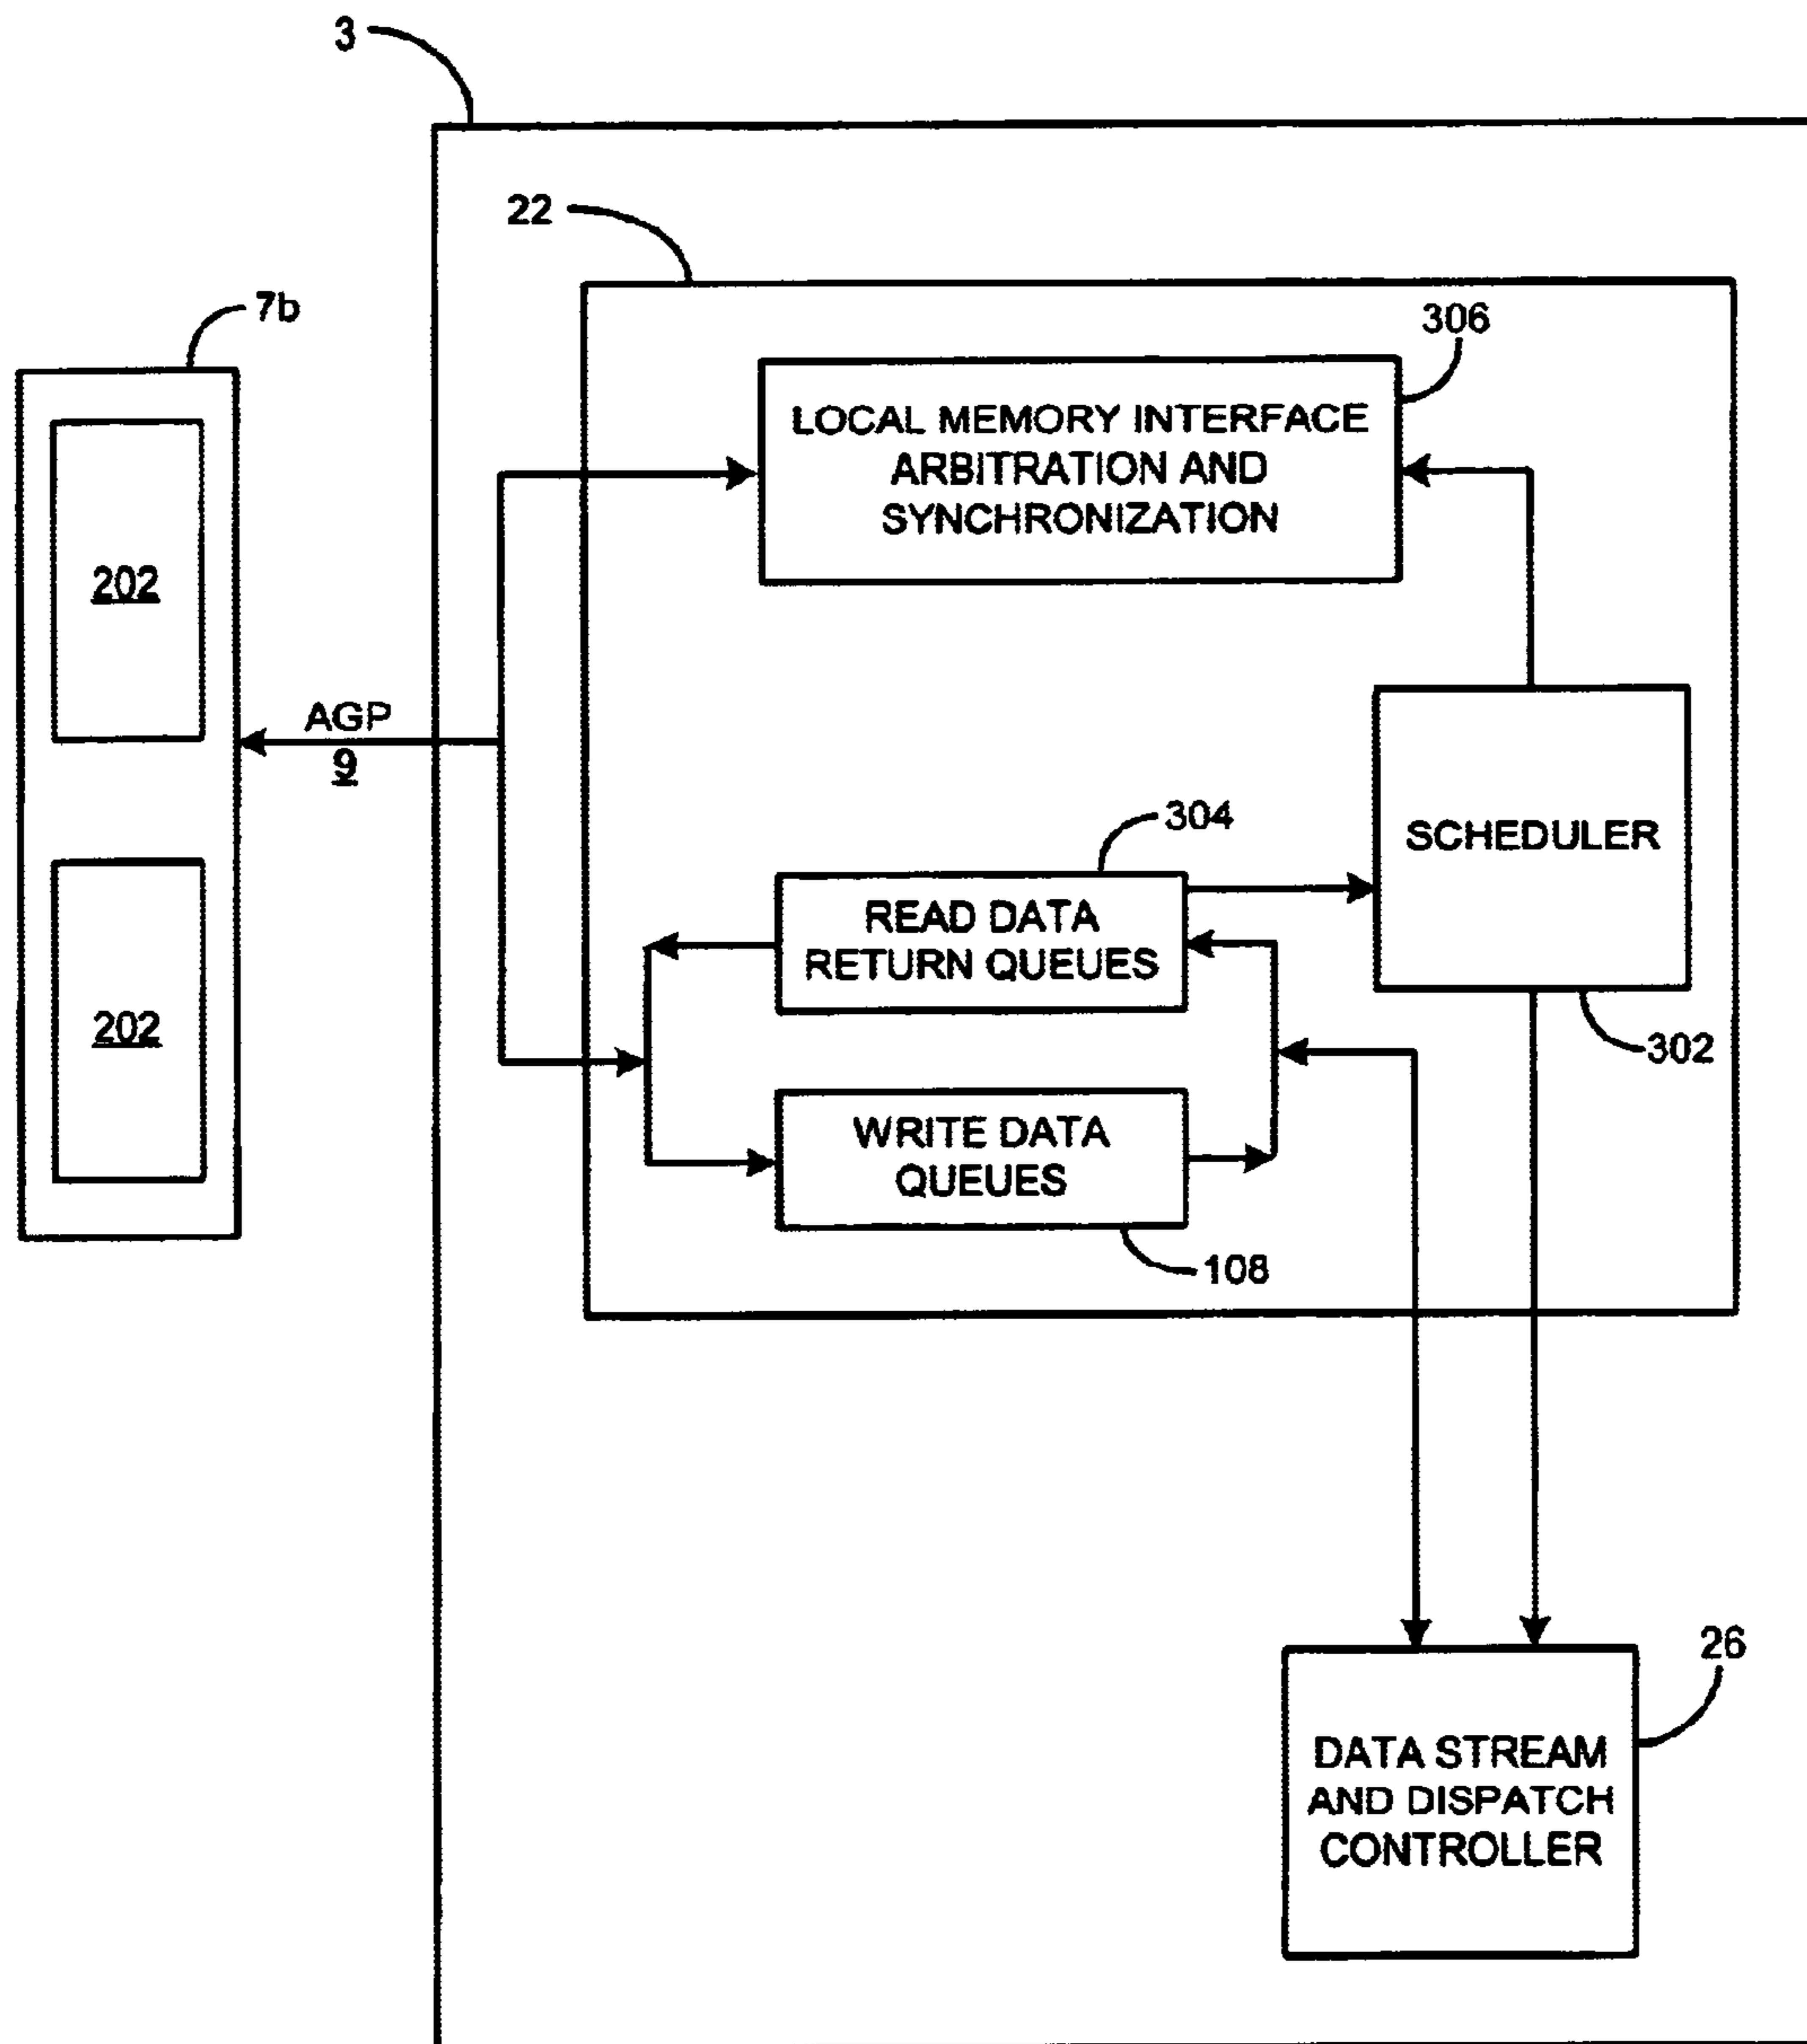 3
22
7b
306
LOCAL MEMORY INTERFACE
ARBITRATION AND
SYNCHRONIZATION
202
AGP
9
304
SCHEDULER
READ DATA
RETURN QUEUES
202
302
WRITE DATA
QUEUES
108
26
DATA STREAM
AND DISPATCH
CONTROLLER